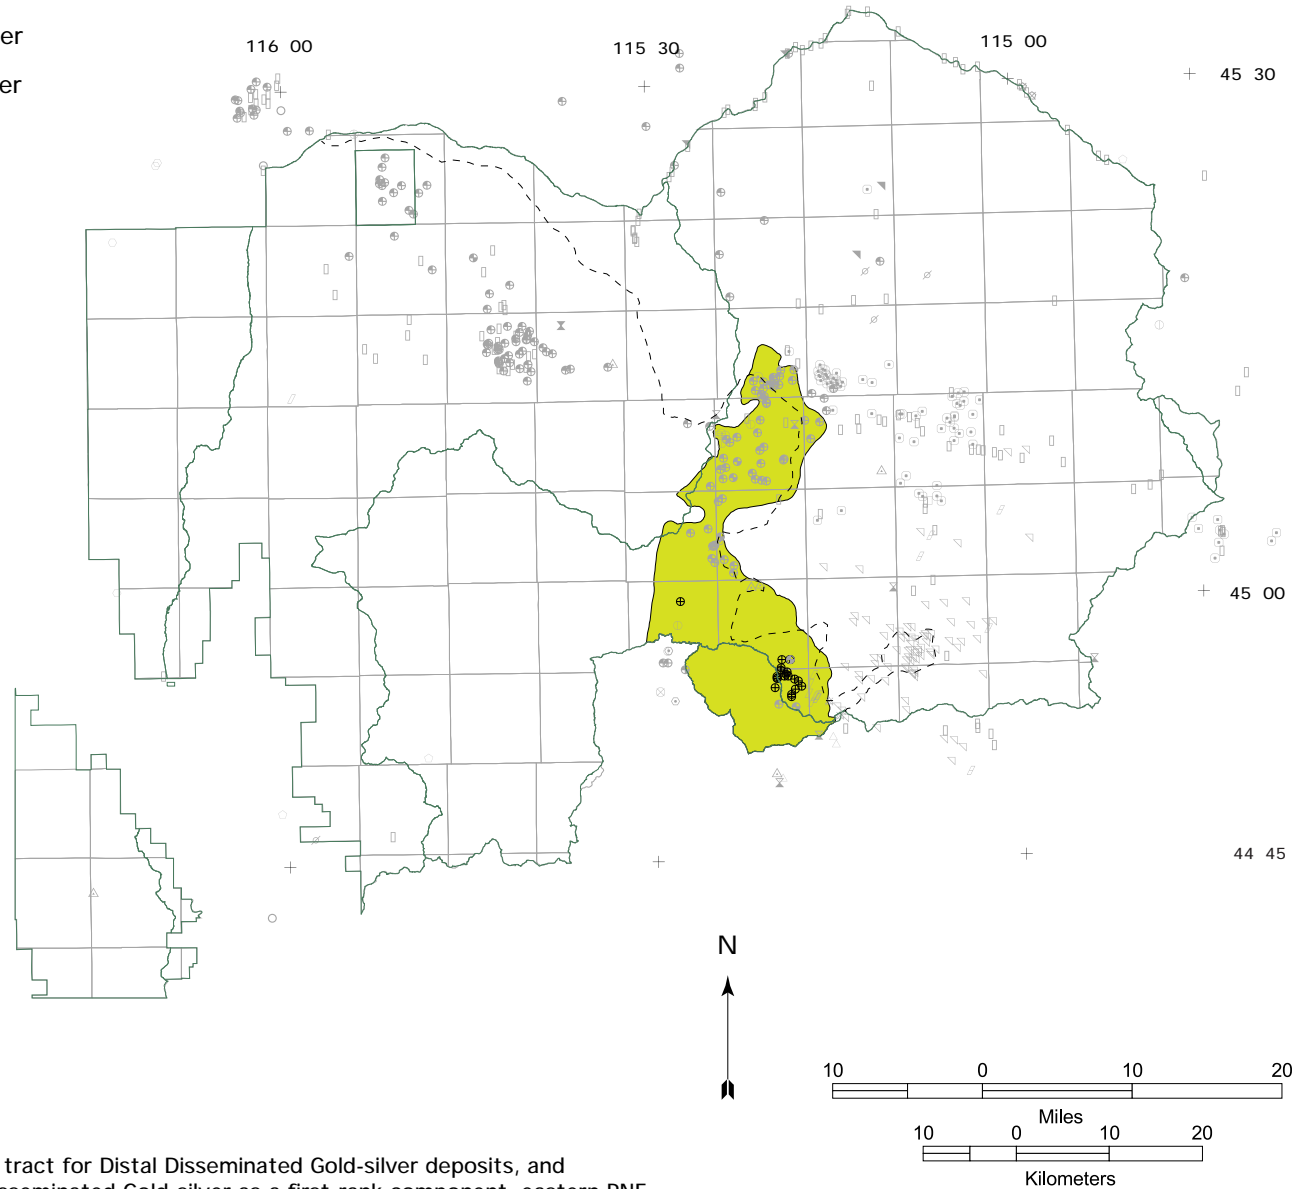 er
116 00
115 30
115 00
45 30
er
45 00
44 45
N
10 0 10 20
Miles
10 0 10 20
Kilometers
tract for Distal Disseminated Gold-silver deposits, and